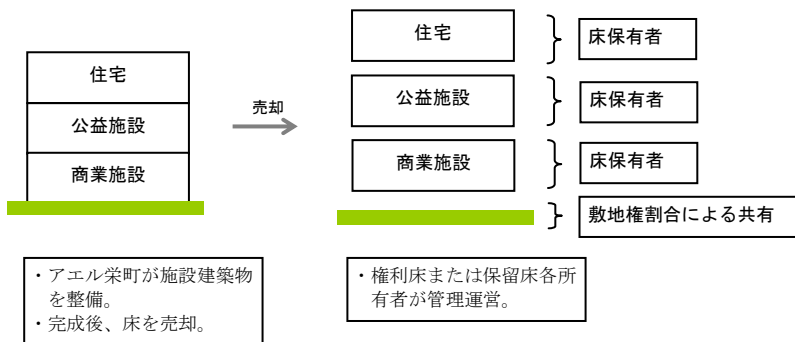 住宅
公益施設
商業施設
売却
住宅
床保有者
公益施設
床保有者
商業施設
床保有者
敷地権割合による共有
・アエル栄町が施設建築物
を整備。
・完成後、床を売却。
・権利床または保留床各所
有者が管理運営。